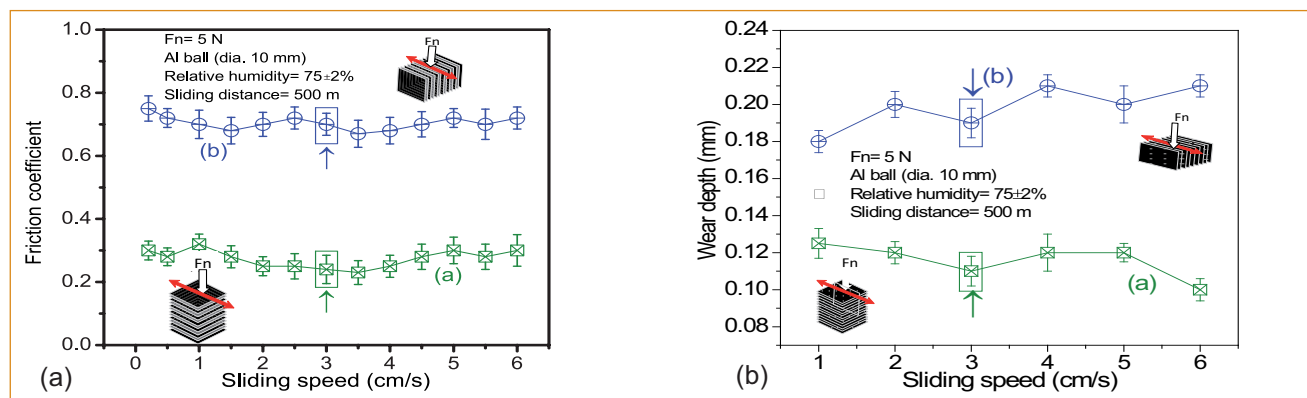 Fn= 5 N
Al ball (dia. 10 mm)
Relative humidity= 75±2%
Sliding distance= 500 m
Fn
(b)
(a)
Fn
1.0
0.8
0.6
0.4
0.2
0.0
Friction coefficient
0 1 2 3 4 5 6
Sliding speed (cm/s)
(a)
0.24
0.22
0.20
0.18
0.16
0.14
0.12
0.10
0.08
Wear depth (mm)
(b)
Fn
Fn= 5 N
Al ball (dia. 10 mm)
Relative humidity= 75±2%
Sliding distance= 500 m
Fn
(a)
1 2 3 4 5 6
Sliding speed (cm/s)
(b)